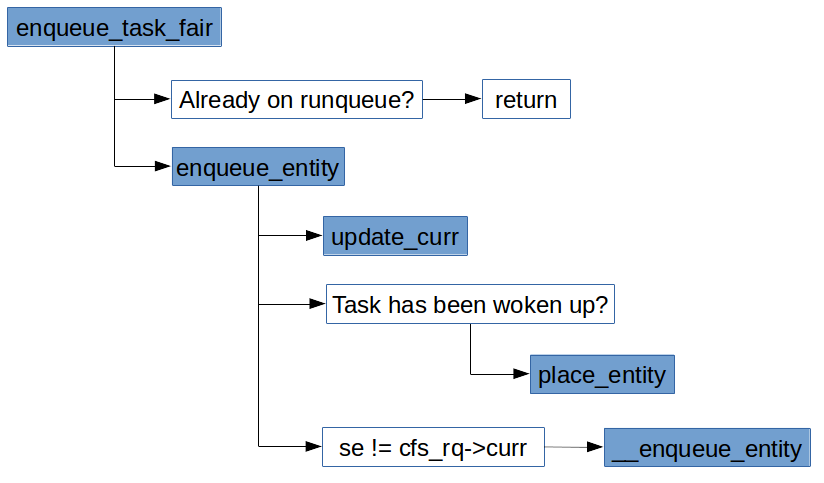 enqueue_task_fair
Already on runqueue?
return
enqueue_entity
update_curr
Task has been woken up?
place_entity
se != cfs_rq->curr
__enqueue_entity